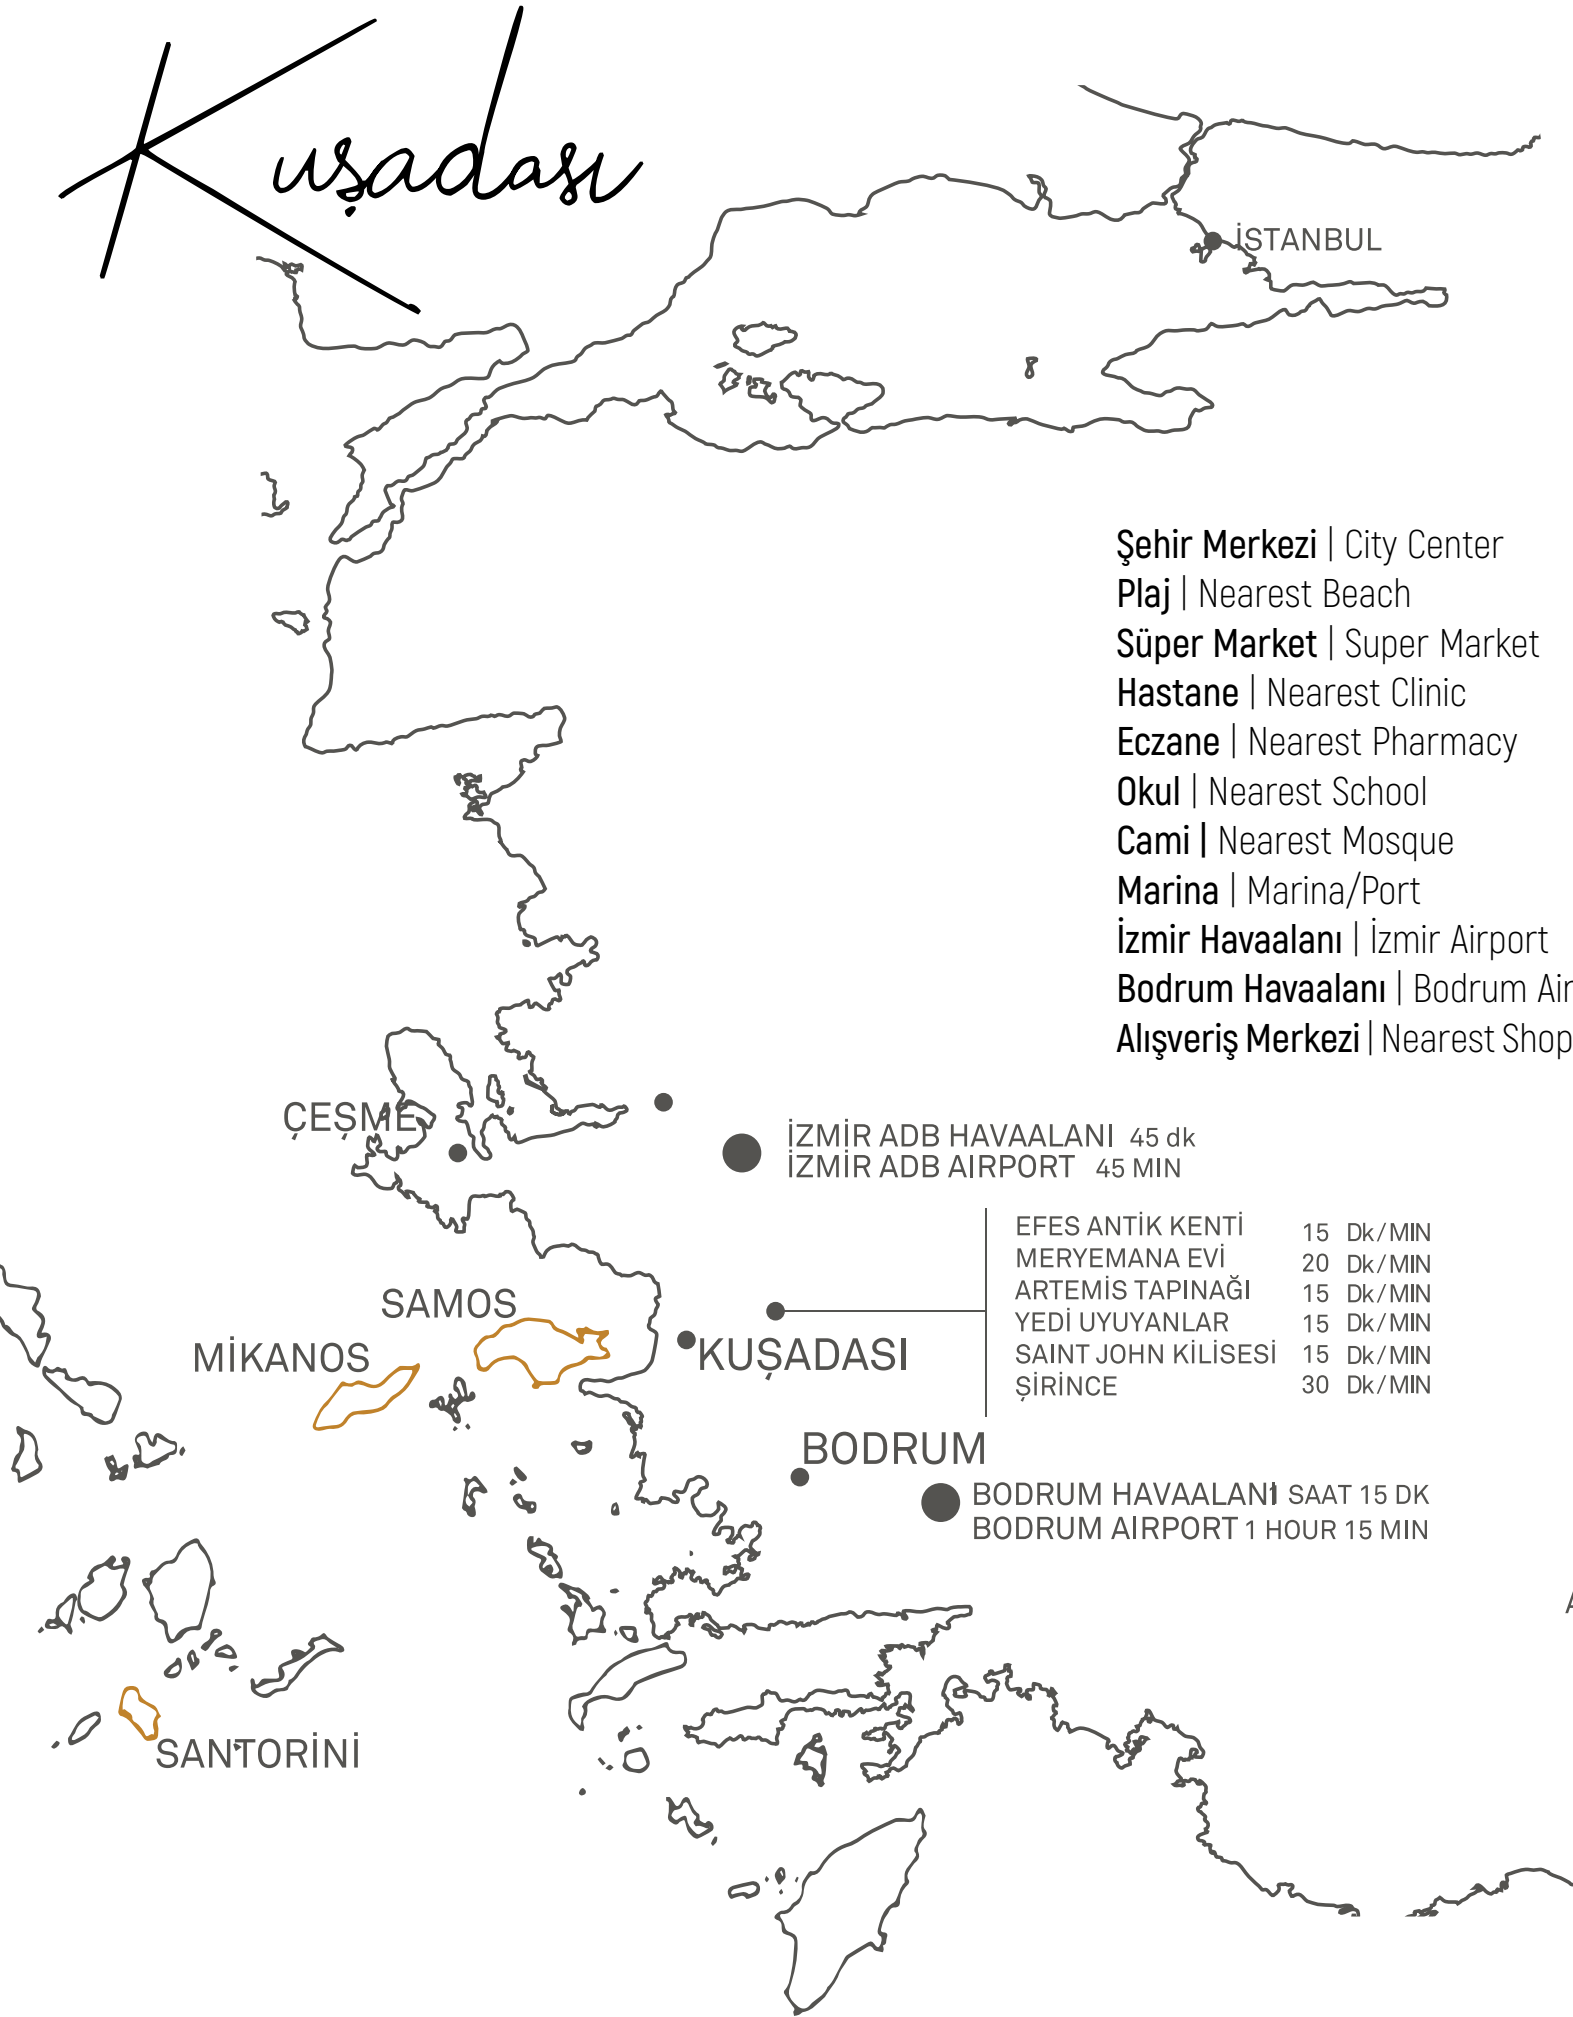 Kuşadası
İSTANBUL
Şehir Merkezi | City Center
Plaj | Nearest Beach
Süper Market | Super Market
Hastane | Nearest Clinic
Eczane | Nearest Pharmacy
Okul | Nearest School
Cami | Nearest Mosque
Marina | Marina/Port
İzmir Havaalanı | İzmir Airport
Bodrum Havaalanı | Bodrum Air
Alışveriş Merkezi | Nearest Shop
ÇEŞME
İZMİR ADB HAVAALANI 45 dk
İZMİR ADB AIRPORT 45 MIN
EFES ANTİK KENTİ 15 Dk/MIN
MERYEMANA EVİ 20 Dk/MIN
ARTEMİS TAPINAĞI 15 Dk/MIN
YEDİ UYUYANLAR 15 Dk/MIN
SAINT JOHN KİLİSESİ 15 Dk/MIN
ŞİRİNCE 30 Dk/MIN
SAMOS
MİKANOS
KUŞADASI
BODRUM
BODRUM HAVAALANI 1 SAAT 15 DK
BODRUM AIRPORT 1 HOUR 15 MIN
SANTORİNİ